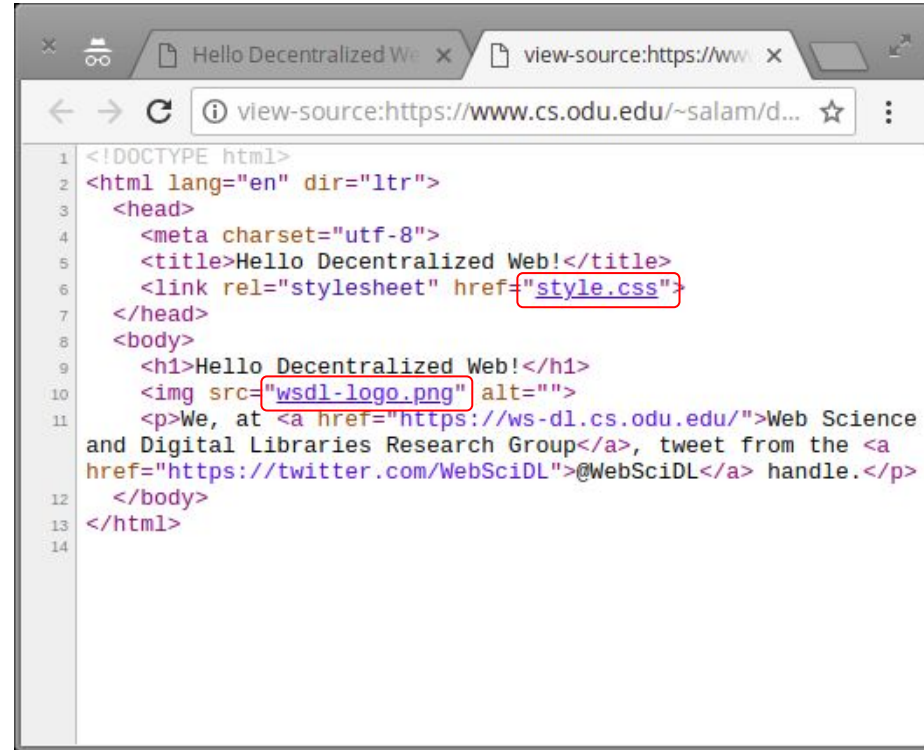 Hello Decentralized We
view-source:https://www
view-source:https://www.cs.odu.edu/~salam/d...
1 <!DOCTYPE html>
2 <html lang="en" dir="ltr">
3   <head>
4     <meta charset="utf-8">
5     <title>Hello Decentralized Web!</title>
6     <link rel="stylesheet" href="style.css">
7   </head>
8   <body>
9     <h1>Hello Decentralized Web!</h1>
10     <img src="wsdl-logo.png" alt="">
11     <p>We, at <a href="https://ws-dl.cs.odu.edu/">Web Science
and Digital Libraries Research Group</a>, tweet from the <a
href="https://twitter.com/WebSciDL">@WebSciDL</a> handle.</p>
12   </body>
13 </html>
14